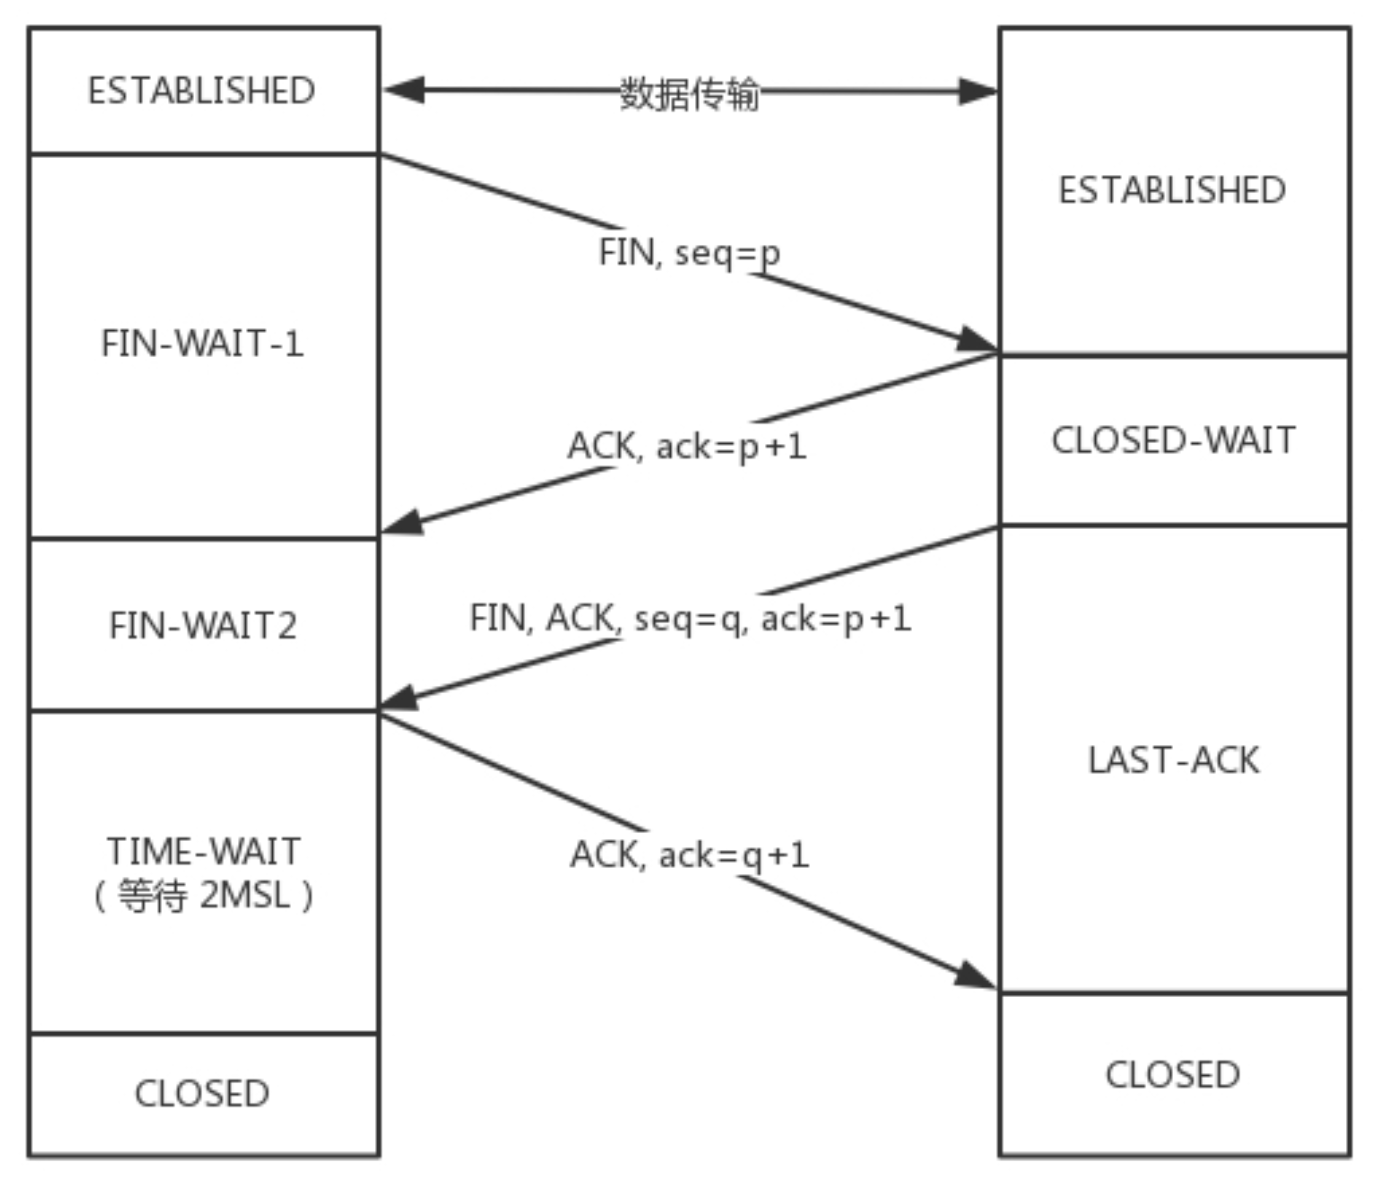 ESTABLISHED
数据传输
ESTABLISHED
FIN, seq=p
FIN-WAIT-1
CLOSED-WAIT
ACK, ack=p+1
FIN-WAIT2
FIN, ACK, seq=q, ack=p+1
LAST-ACK
TIME-WAIT
(等待 2MSL)
ACK, ack=q+1
CLOSED
CLOSED